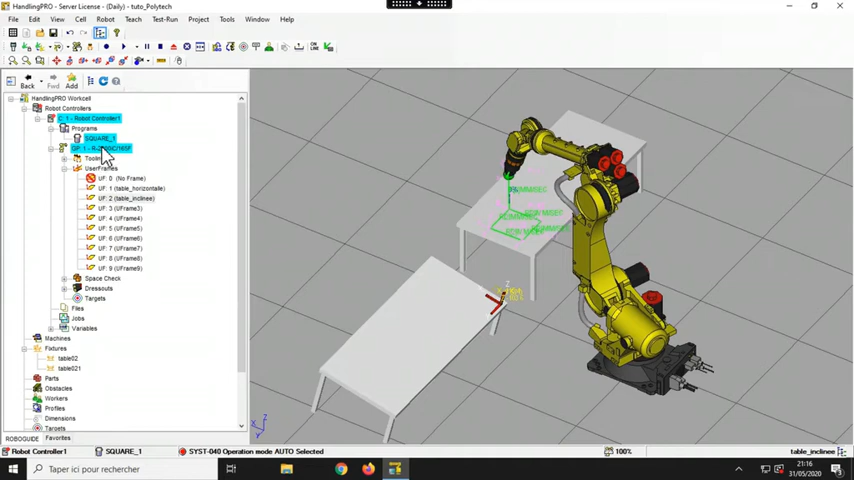 HandlingPRO - Server License - (Daily) - tuto_Polytech
File Edit View Cell Robot Teach Test-Run Project Tools Window Help
Back Fwd Add
HandlingPRO Workcell
Robot Controllers
C: 1 - Robot Controller1
Programs
SQUARE_1
GP: 1 - R-2000iC/165F
UserFrames
UF: 0 (No Frame)
UF: 1 (table_horizontale)
UF: 2 (table_inclinee)
UF: 3 (UFrame3)
UF: 4 (UFrame4)
UF: 5 (UFrame5)
UF: 6 (UFrame6)
UF: 7 (UFrame7)
UF: 8 (UFrame8)
UF: 9 (UFrame9)
Space Check
Dressouts
Targets
Files
Jobs
Variables
Machines
Fixtures
table02
table021
Parts
Obstacles
Workers
Profiles
Dimensions
Targets
ROBOGUIDE Favorites
Robot Controller1 SQUARE_1 SYST-040 Operation mode AUTO Selected 100% table_inclinee
Taper ici pour rechercher
21:16
31/05/2020